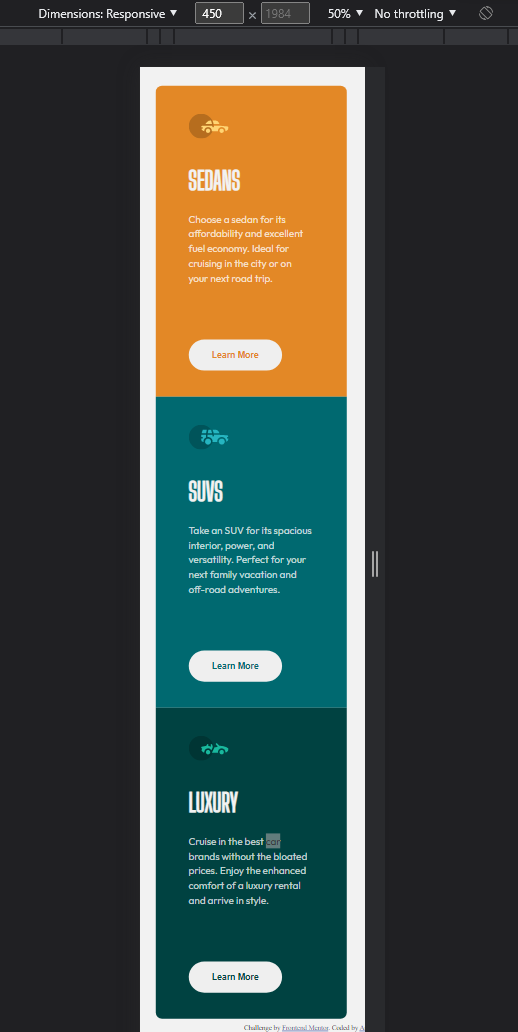 Dimensions: Responsive 450 × 1984 50% No throttling
SEDANS
Choose a sedan for its
affordability and excellent
fuel economy. Ideal for
cruising in the city or on
your next road trip.
Learn More
SUVS
Take an SUV for its spacious
interior, power, and
versatility. Perfect for your
next family vacation and
off-road adventures.
Learn More
LUXURY
Cruise in the best car
brands without the bloated
prices. Enjoy the enhanced
comfort of a luxury rental
and arrive in style.
Learn More
Challenge by Frontend Mentor. Coded by A